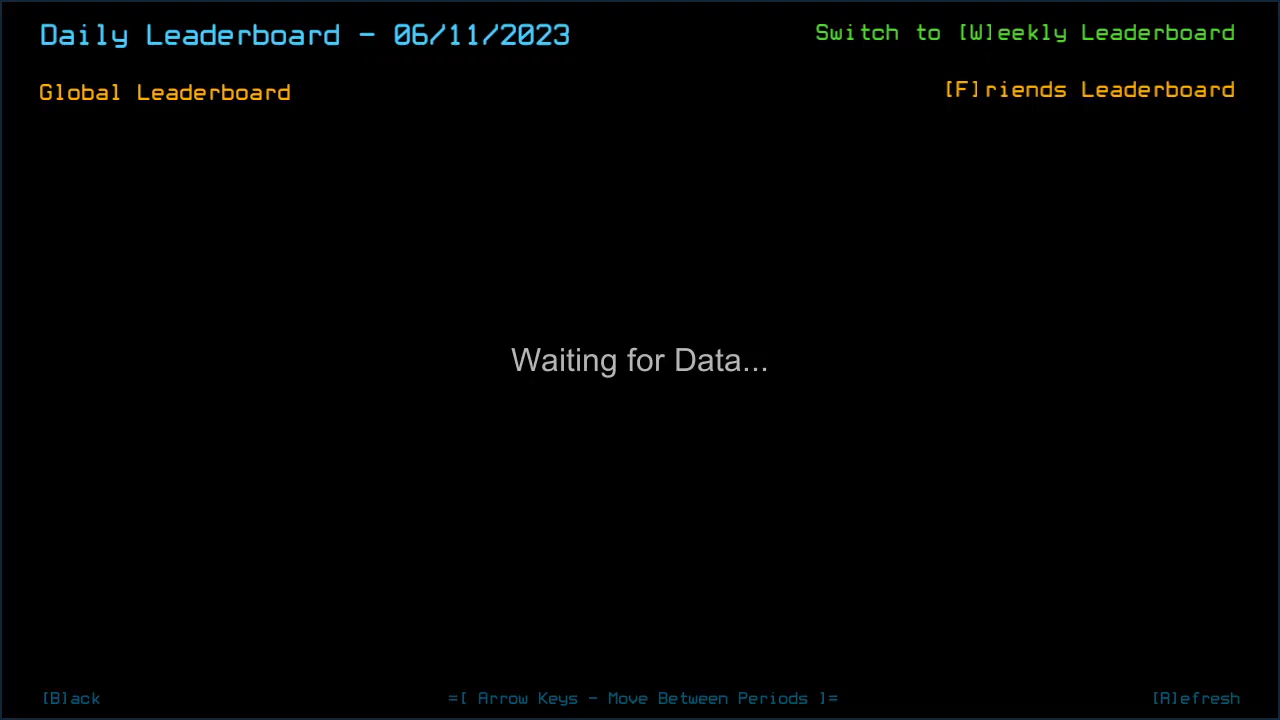 Daily Leaderboard - 06/11/2023
Switch to [W]eekly Leaderboard
Global Leaderboard
[F]riends Leaderboard
Waiting for Data...
[B]ack
=[ Arrow Keys - Move Between Periods ]=
[R]efresh